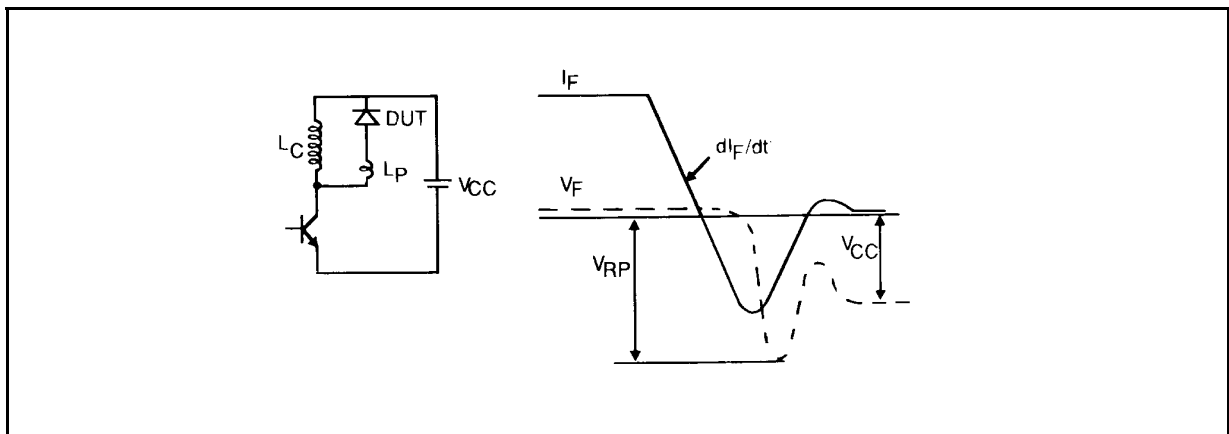 DUT
LC
LP
VCC
IF
dIF/dt
VF
VRP
VCC